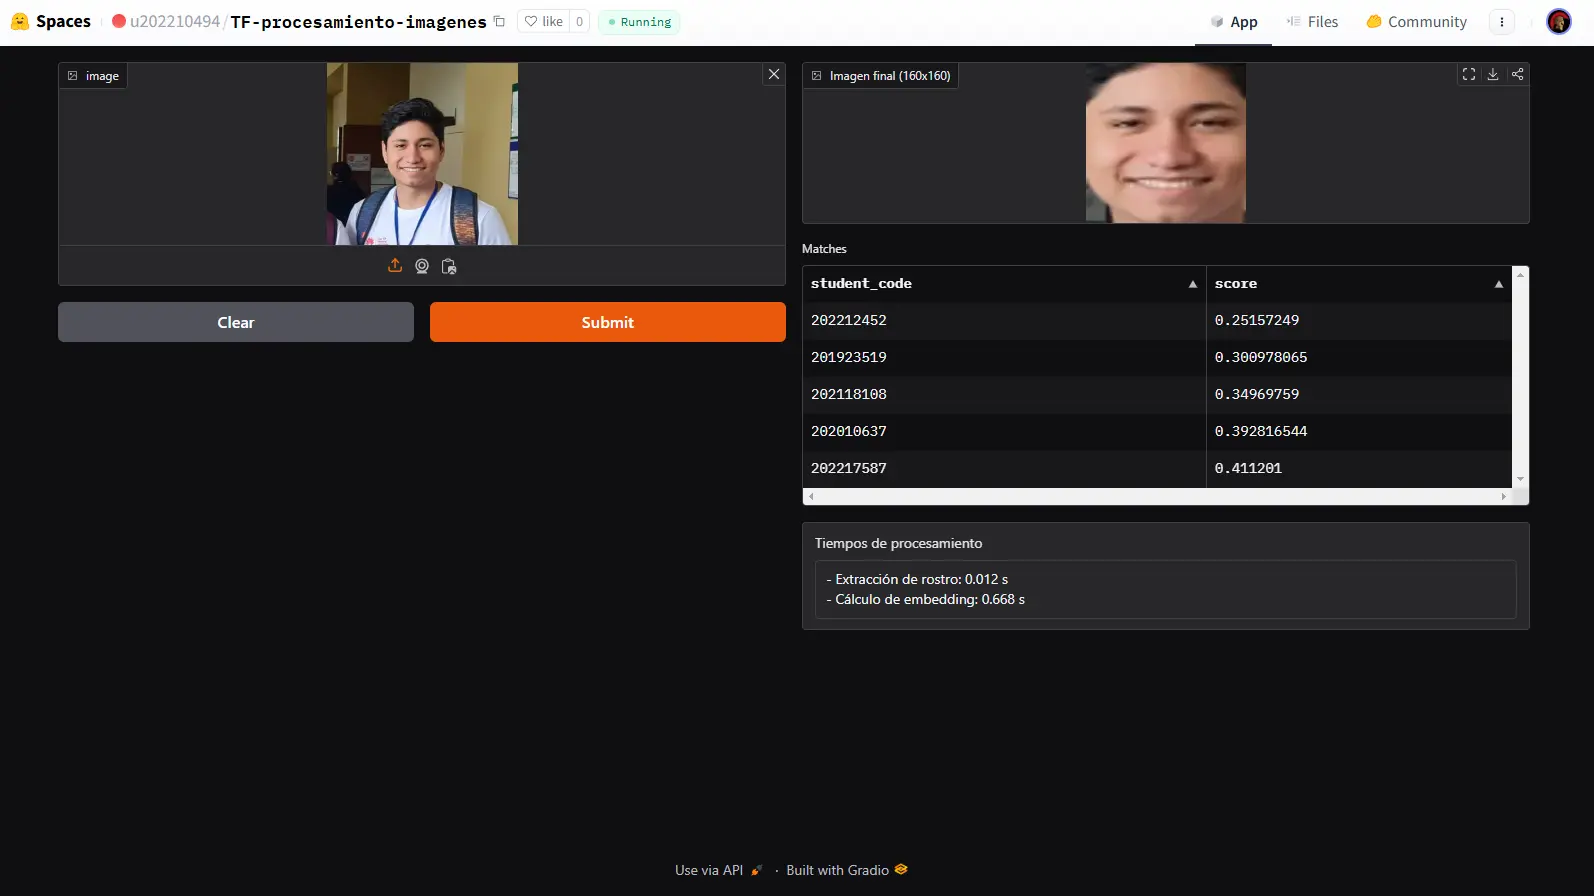 Spaces
u202210494/TF-procesamiento-imagenes
like 0
Running
App
Files
Community
image
Clear
Submit
Imagen final (160x160)
Matches
student_code score
202212452 0.25157249
201923519 0.300978065
202118108 0.34969759
202010637 0.392816544
202217587 0.411201
Tiempos de procesamiento
- Extracción de rostro: 0.012 s
- Cálculo de embedding: 0.668 s
Use via API · Built with Gradio